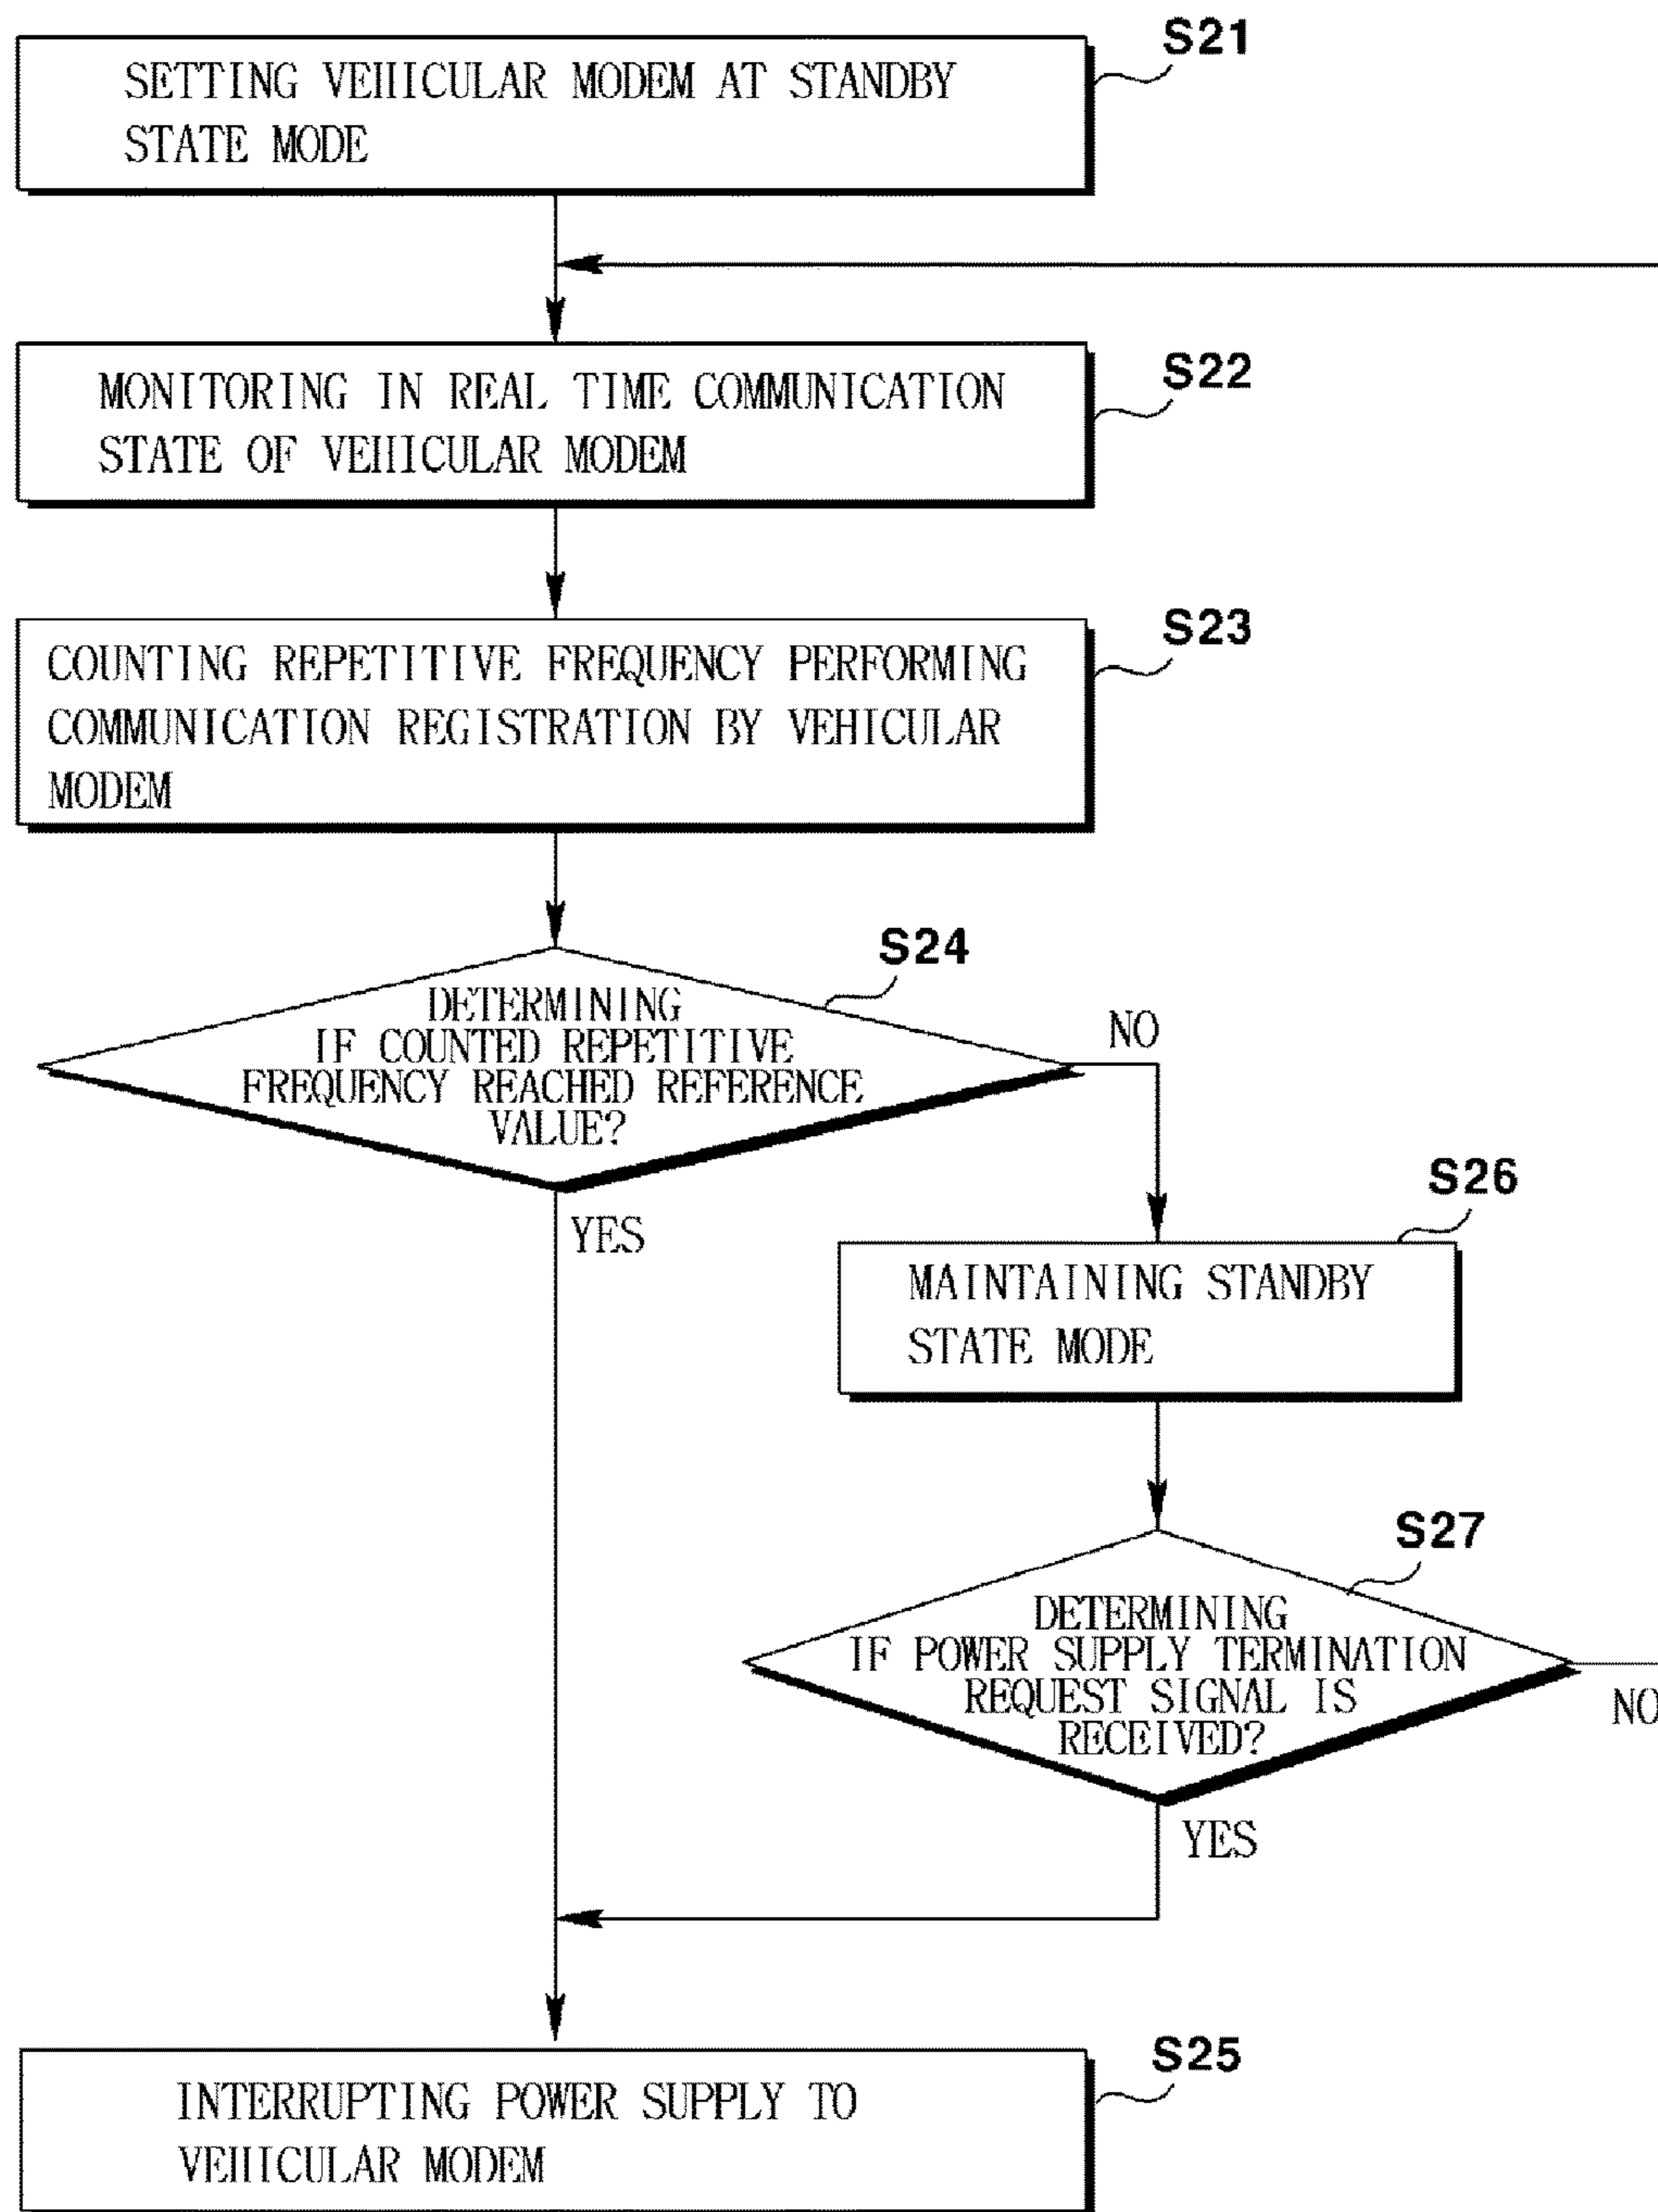 S21
SETTING VEHICULAR MODEM AT STANDBY
STATE MODE
S22
MONITORING IN REAL TIME COMMUNICATION
STATE OF VEHICULAR MODEM
S23
COUNTING REPETITIVE FREQUENCY PERFORMING
COMMUNICATION REGISTRATION BY VEHICULAR
MODEM
S24
DETERMINING
IF COUNTED REPETITIVE
FREQUENCY REACHED REFERENCE
VALUE?
NO
YES
S26
MAINTAINING STANDBY
STATE MODE
S27
DETERMINING
IF POWER SUPPLY TERMINATION
REQUEST SIGNAL IS
RECEIVED?
NO
YES
S25
INTERRUPTING POWER SUPPLY TO
VEHICULAR MODEM